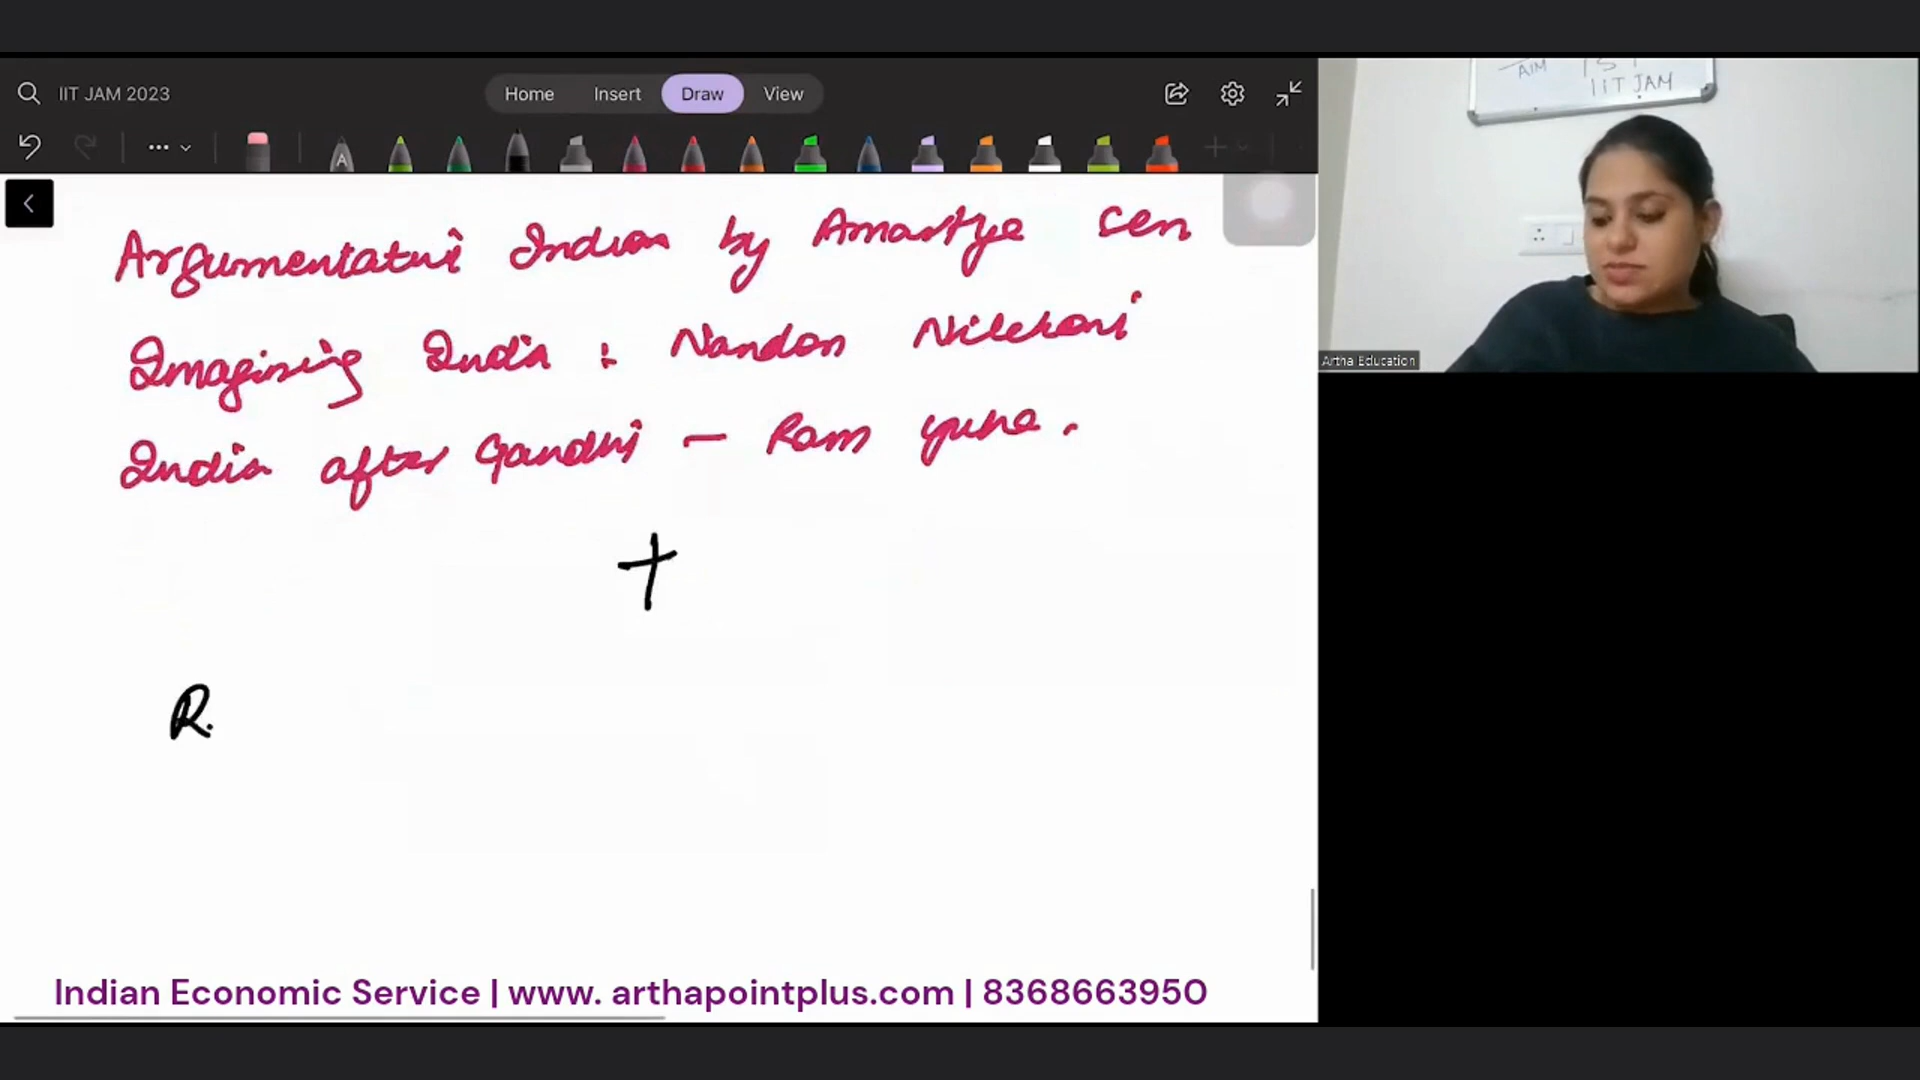 IIT JAM 2023
Home Insert Draw View
A
Argumentative Indian by Amartya Sen
Imagining India : Nandan Nilekani
India after Gandhi - Ram Guha.
+
R.
Indian Economic Service | www. arthapointplus.com | 8368663950
AIM
IIT JAM
Artha Education